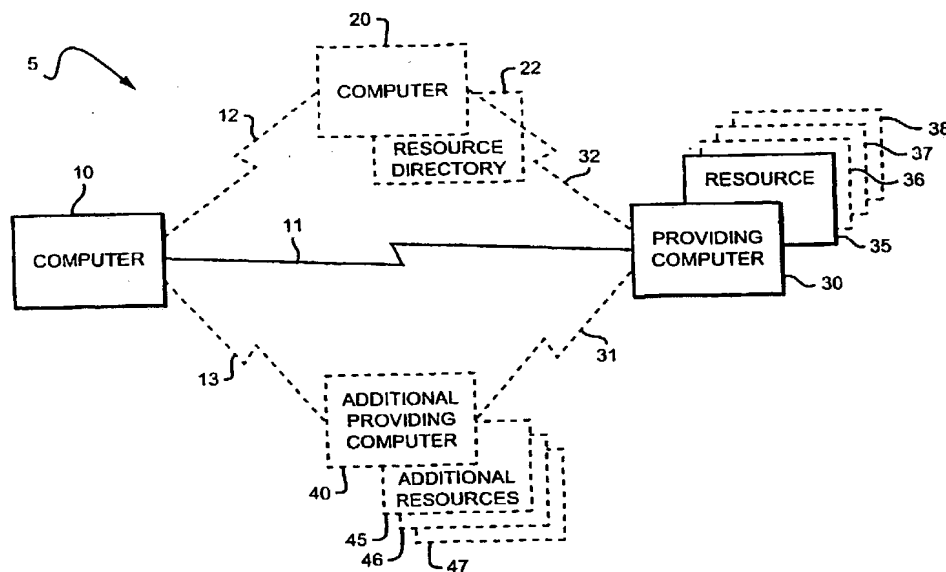 20
5
22
COMPUTER
12
38
RESOURCE
DIRECTORY
37
32
36
10
RESOURCE
11
35
COMPUTER
PROVIDING
COMPUTER
30
31
13
ADDITIONAL
PROVIDING
COMPUTER
40
ADDITIONAL
RESOURCES
45
46
47